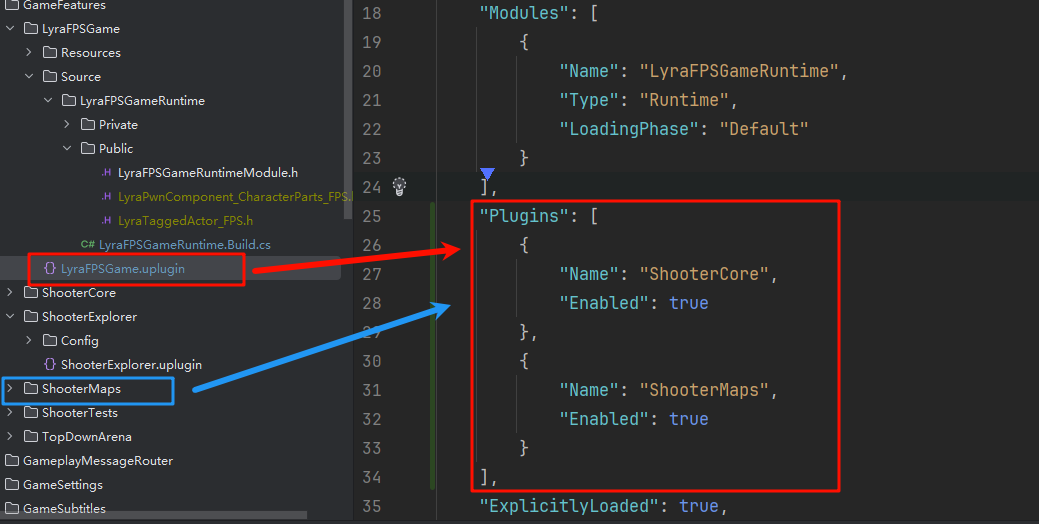 GameFeatures
LyraFPSGame
Resources
Source
LyraFPSGameRuntime
Private
Public
.H LyraFPSGameRuntimeModule.h
.H LyraPwnComponent_CharacterParts_FPS.h
.H LyraTaggedActor_FPS.h
C# LyraFPSGameRuntime.Build.cs
{} LyraFPSGame.uplugin
ShooterCore
ShooterExplorer
Config
{} ShooterExplorer.uplugin
ShooterMaps
ShooterTests
TopDownArena
GameplayMessageRouter
GameSettings
GameSubtitles
18 "Modules": [
19 {
20 "Name": "LyraFPSGameRuntime",
21 "Type": "Runtime",
22 "LoadingPhase": "Default"
23 }
24 ],
25 "Plugins": [
26 {
27 "Name": "ShooterCore",
28 "Enabled": true
29 },
30 {
31 "Name": "ShooterMaps",
32 "Enabled": true
33 }
34 ],
35 "ExplicitlyLoaded": true,